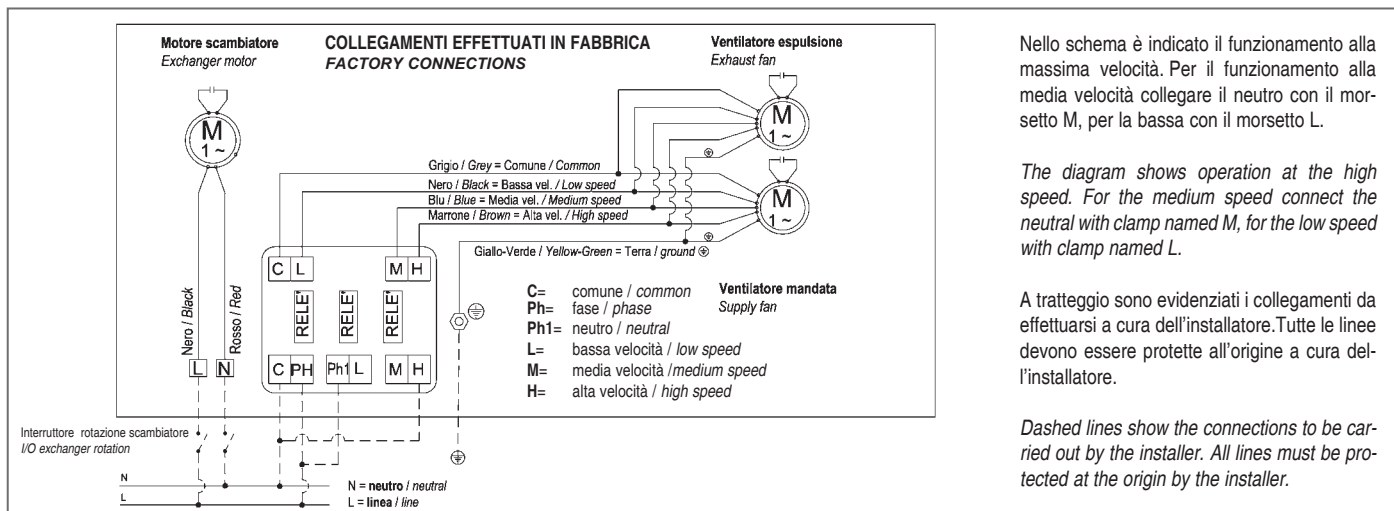 Motore scambiatore
Exchanger motor
COLLEGAMENTI EFFETTUATI IN FABBRICA
FACTORY CONNECTIONS
Ventilatore espulsione
Exhaust fan
M
1 ~
M
1 ~
M
1 ~
Grigio / Grey = Comune / Common
Nero / Black = Bassa vel. / Low speed
Blu / Blue = Media vel. / Medium speed
Marrone / Brown = Alta vel. / High speed
Giallo-Verde / Yellow-Green = Terra / ground
Nero / Black
Rosso / Red
L N
C L M H
RELE' RELE' RELE'
C PH Ph1 L M H
C= comune / common
Ph= fase / phase
Ph1= neutro / neutral
L= bassa velocità / low speed
M= media velocità / medium speed
H= alta velocità / high speed
Ventilatore mandata
Supply fan
Interruttore rotazione scambiatore
I/O exchanger rotation
N
L
N = neutro / neutral
L = linea / line
Nello schema è indicato il funzionamento alla
massima velocità. Per il funzionamento alla
media velocità collegare il neutro con il mor-
setto M, per la bassa con il morsetto L.
The diagram shows operation at the high
speed. For the medium speed connect the
neutral with clamp named M, for the low speed
with clamp named L.
A tratteggio sono evidenziati i collegamenti da
effettuarsi a cura dell'installatore.Tutte le linee
devono essere protette all'origine a cura del-
l'installatore.
Dashed lines show the connections to be car-
ried out by the installer. All lines must be pro-
tected at the origin by the installer.